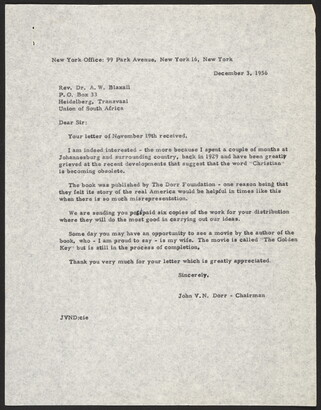 New York Office: 99 Park Avenue, New York 16, New York
December 3, 1956
Rev. Dr. A. W. Blaxall
P.O. Box 33
Heidelberg, Transvaal
Union of South Africa
Dear Sir:
Your letter of November 19th received.
I am indeed interested - the more because I spent a couple of months at
Johannesburg and surrounding country, back in 1929 and have been greatly
grieved at the recent developments that suggest that the word "Christian"
is becoming obsolete.
The book was published by The Dorr Foundation - one reason being that
they felt its story of the real America would be helpful in times like this
when there is so much misrepresentation.
We are sending you prepaid six copies of the work for your distribution
where they will do the most good in carrying out our ideas.
Some day you may have an opportunity to see a movie by the author of the
book, who - I am proud to say - is my wife. The movie is called "The Golden
Key" but is still in the process of completion.
Thank you very much for your letter which is greatly appreciated.
Sincerely,
John V.N. Dorr - Chairman
JVND:eie